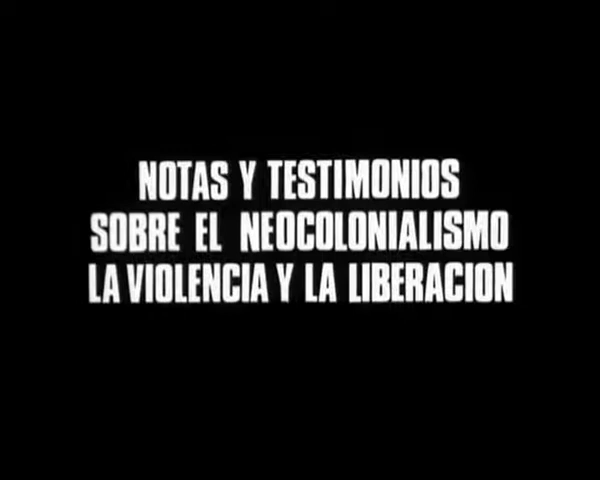 NOTAS Y TESTIMONIOS
SOBRE EL NEOCOLONIALISMO
LA VIOLENCIA Y LA LIBERACION